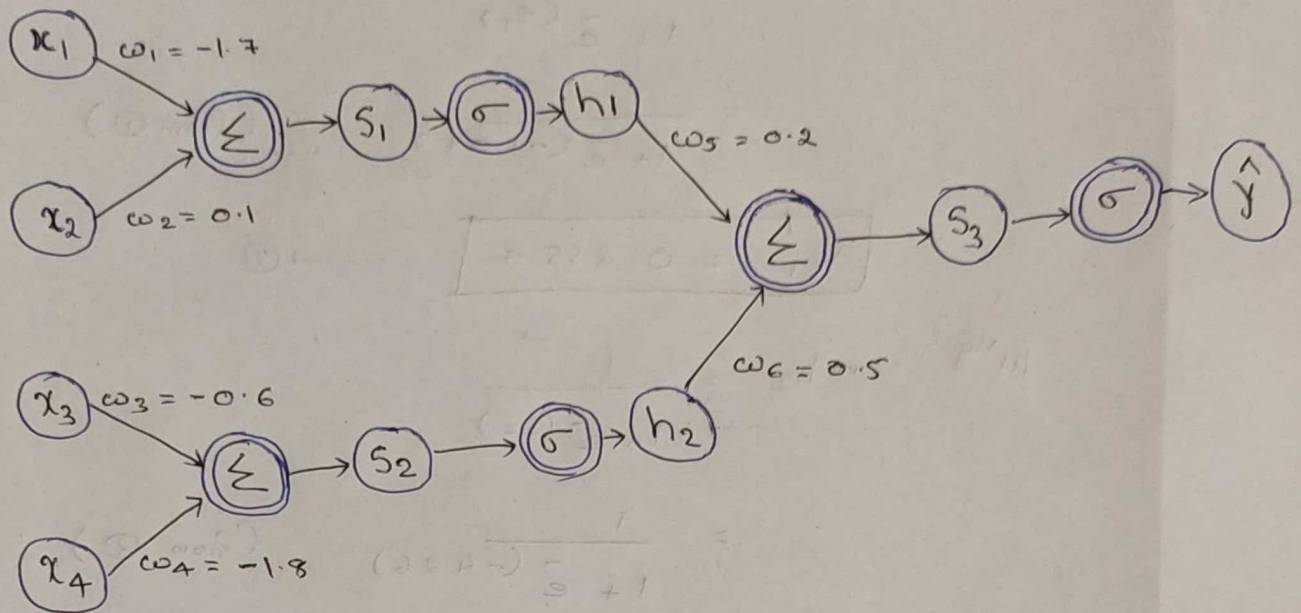 x1 ω1 = -1.7
Σ S1 σ h1
x2 ω2 = 0.1
ω5 = 0.2
Σ S3 σ ŷ
x3 ω3 = -0.6
ω6 = 0.5
Σ S2 σ h2
x4 ω4 = -1.8